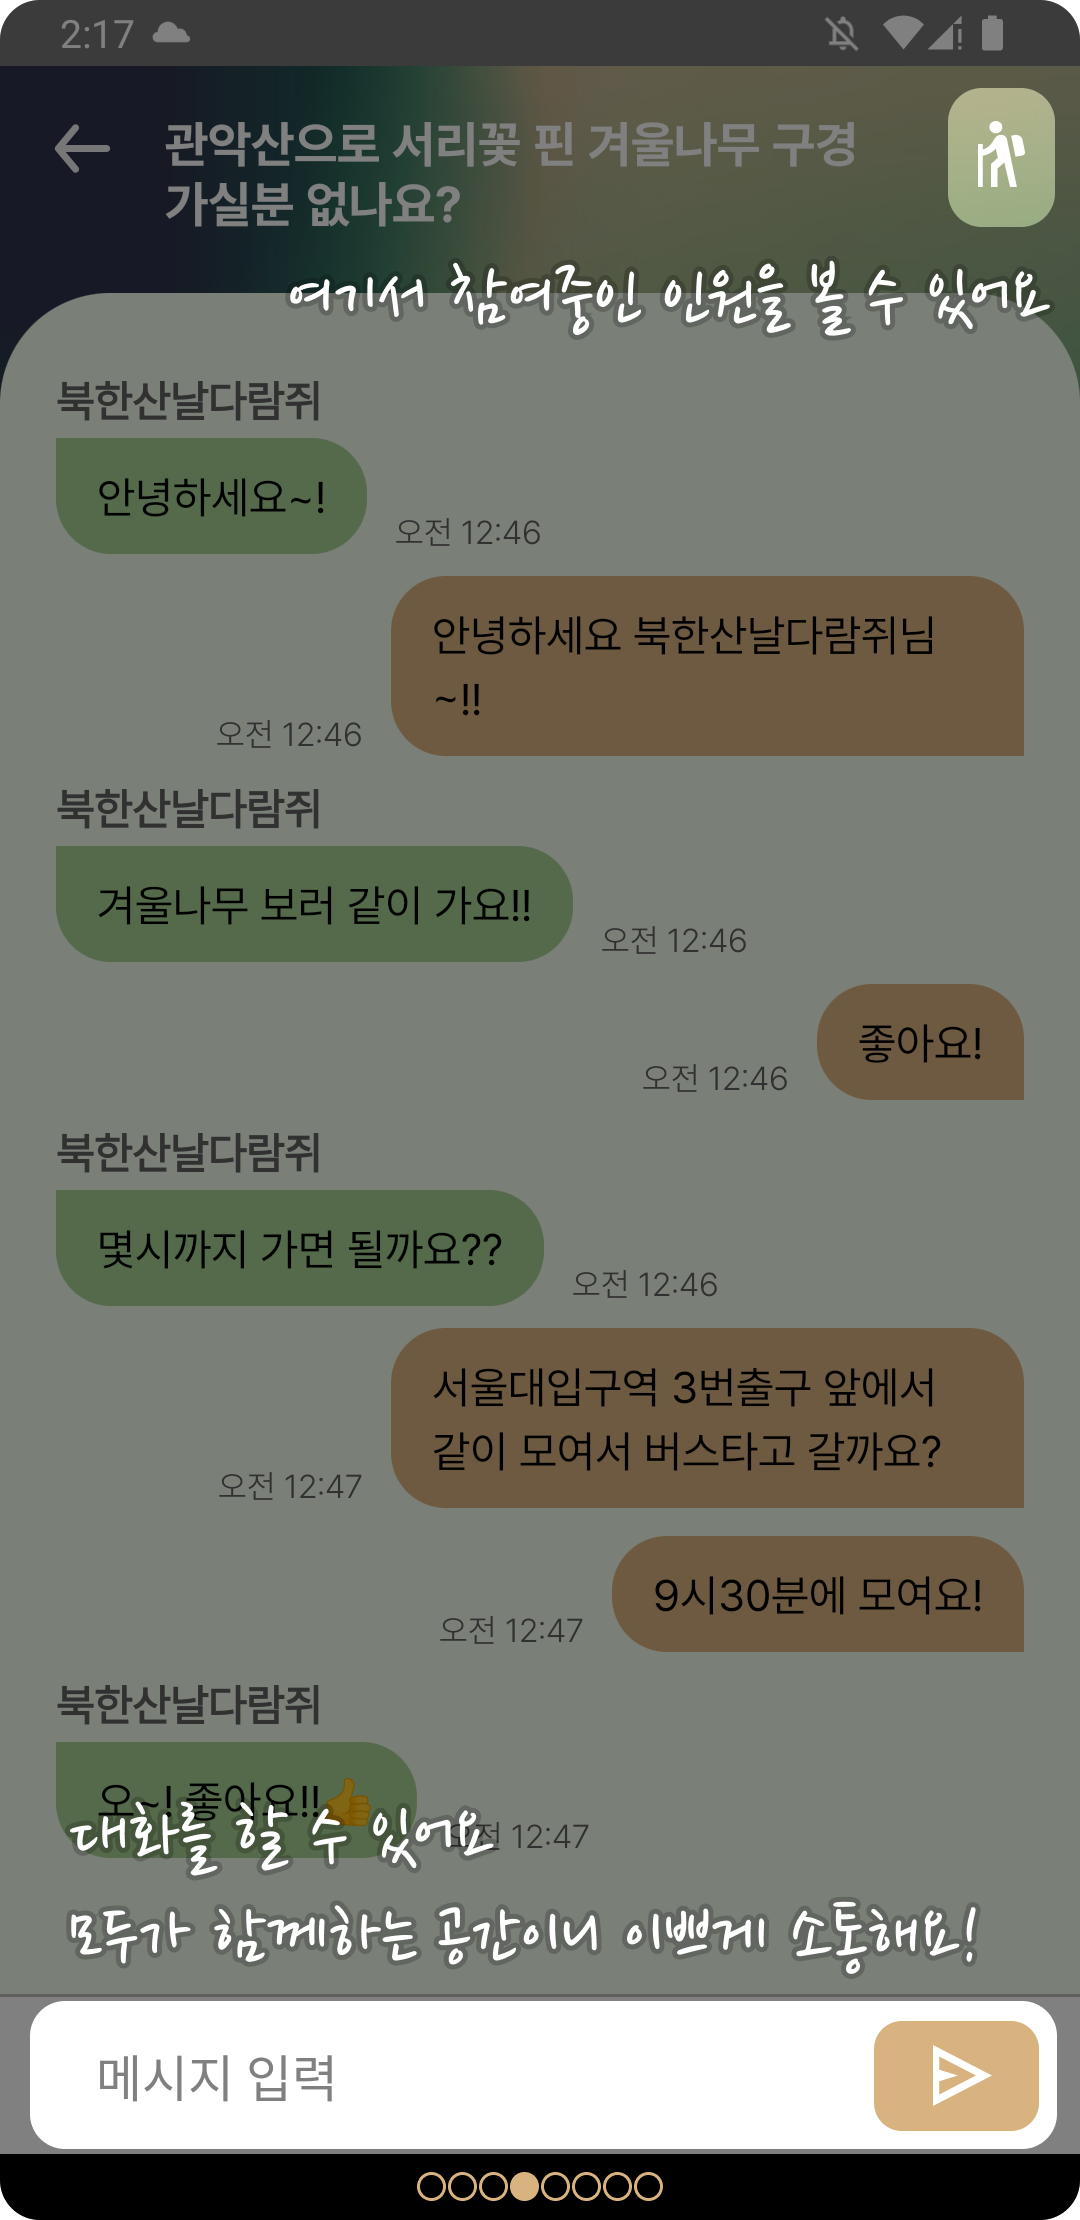 2:17
관악산으로 서리꽃 핀 겨울나무 구경
가실분 없나요?
여기서 참여중인 인원을 볼 수 있어요
북한산날다람쥐
안녕하세요~!
오전 12:46
안녕하세요 북한산날다람쥐님
~!!
오전 12:46
북한산날다람쥐
겨울나무 보러 같이 가요!!
오전 12:46
좋아요!
오전 12:46
북한산날다람쥐
몇시까지 가면 될까요??
오전 12:46
서울대입구역 3번출구 앞에서
같이 모여서 버스타고 갈까요?
오전 12:47
9시30분에 모여요!
오전 12:47
북한산날다람쥐
오~! 좋아요!!👍
오전 12:47
대화를 할 수 있어요
모두가 함께하는 공간이니 이쁘게 소통해요!
메시지 입력